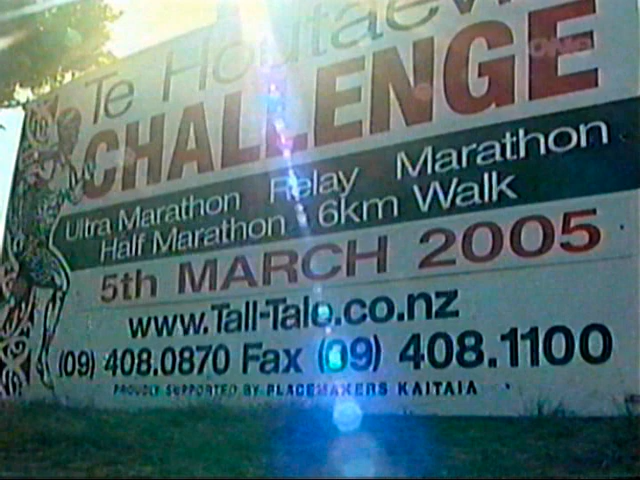 Te Houtaew
CHALLENGE
Ultra Marathon Relay Marathon
Half Marathon 6km Walk
5th MARCH 2005
www.Tall-Tale.co.nz
(09) 408.0870 Fax (09) 408.1100
PROUDLY SUPPORTED BY PLACEMAKERS KAITAIA